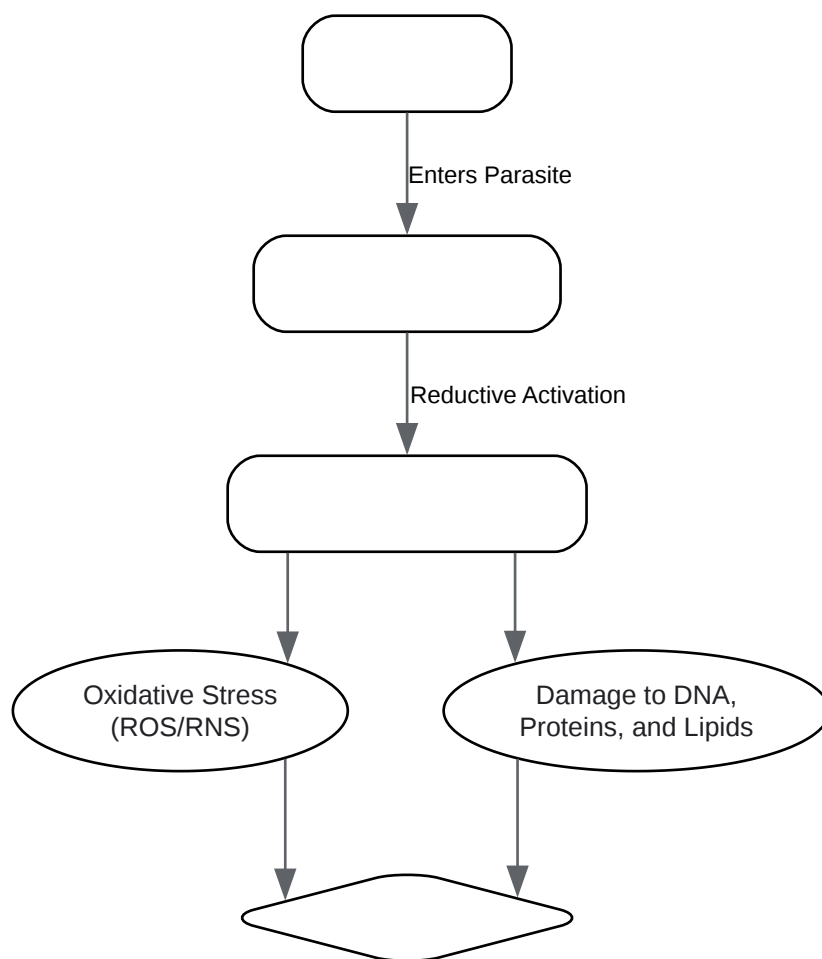 Enters Parasite
Reductive Activation
Oxidative Stress
(ROS/RNS)
Damage to DNA,
Proteins, and Lipids